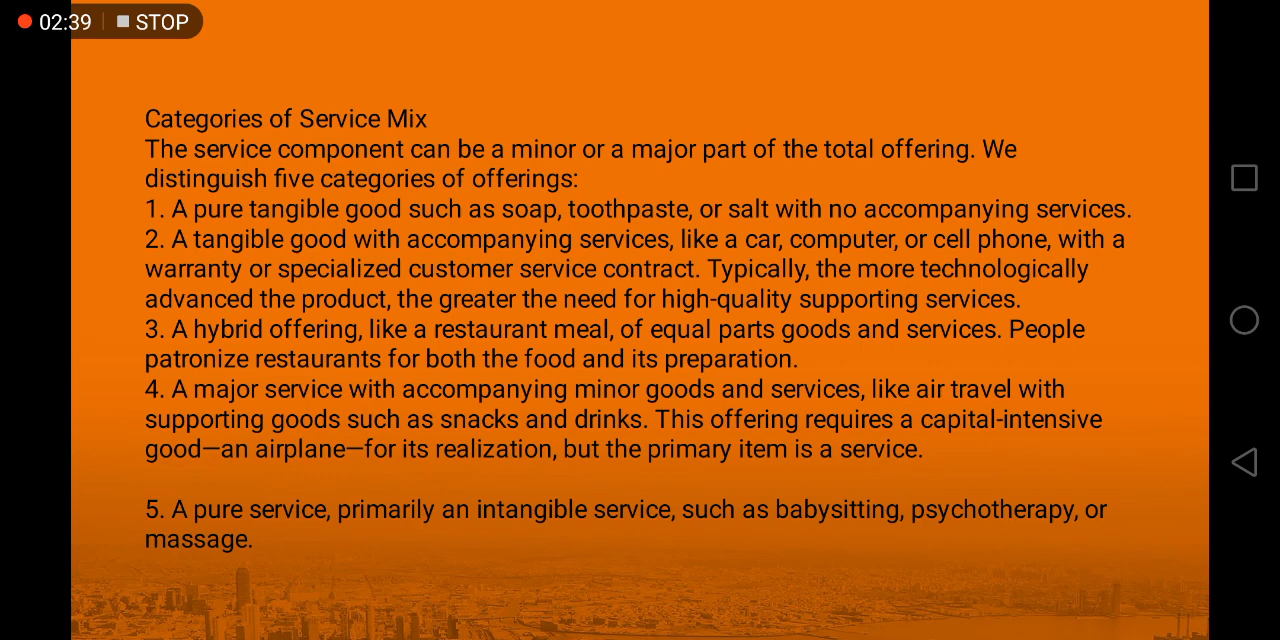 02:39 STOP
Categories of Service Mix
The service component can be a minor or a major part of the total offering. We
distinguish five categories of offerings:
1. A pure tangible good such as soap, toothpaste, or salt with no accompanying services.
2. A tangible good with accompanying services, like a car, computer, or cell phone, with a
warranty or specialized customer service contract. Typically, the more technologically
advanced the product, the greater the need for high-quality supporting services.
3. A hybrid offering, like a restaurant meal, of equal parts goods and services. People
patronize restaurants for both the food and its preparation.
4. A major service with accompanying minor goods and services, like air travel with
supporting goods such as snacks and drinks. This offering requires a capital-intensive
good—an airplane—for its realization, but the primary item is a service.
5. A pure service, primarily an intangible service, such as babysitting, psychotherapy, or
massage.